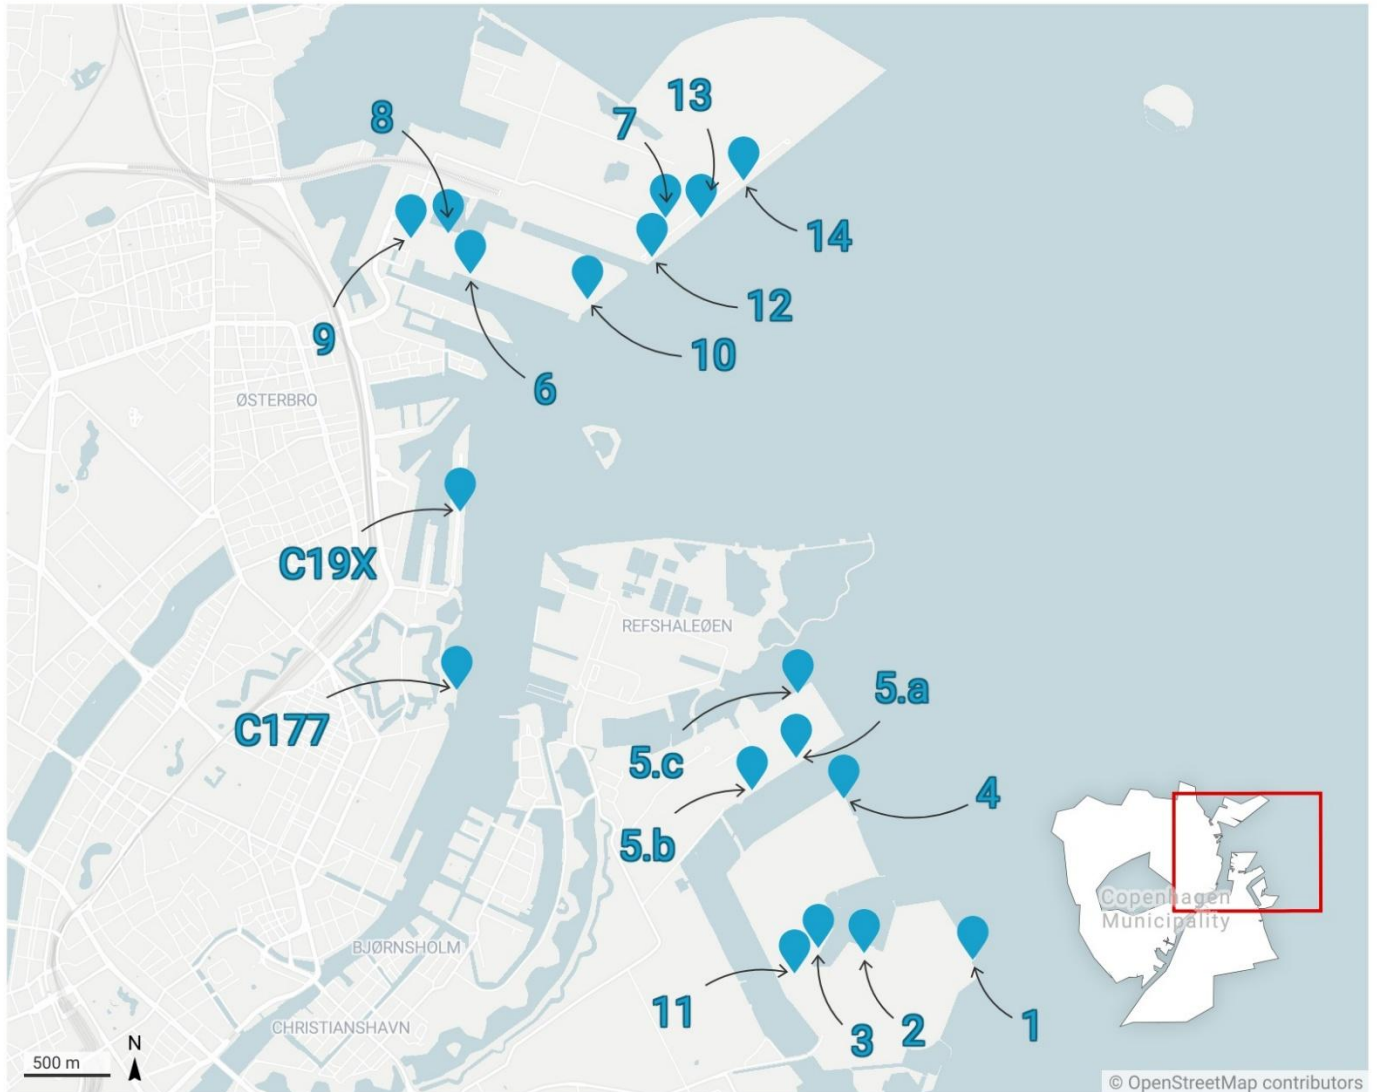 13
8
7
14
12
9
10
6
ØSTERBRO
C19X
REFSHALEØEN
5.a
C177
5.c
4
5.b
Copenhagen
Municipality
BJØRNSHOLM
11
3
2
1
CHRISTIANSHAVN
N
500 m
© OpenStreetMap contributors